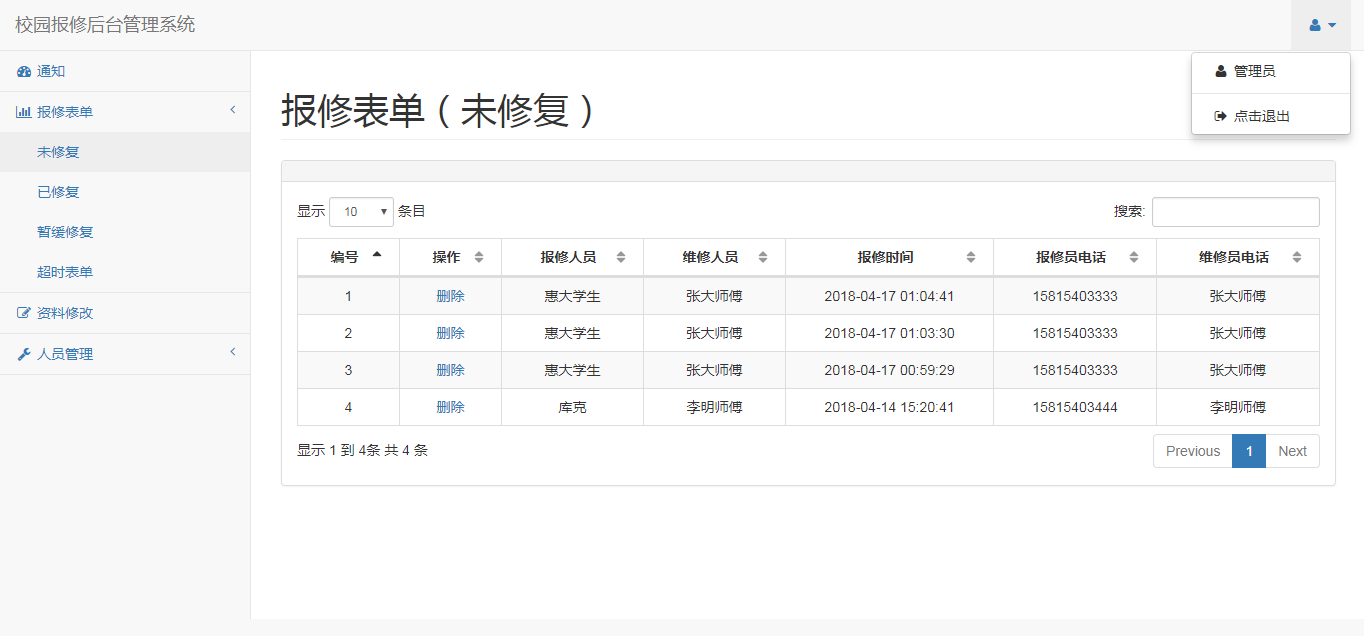 校园报修后台管理系统
通知
报修表单
未修复
已修复
暂缓修复
超时表单
资料修改
人员管理
管理员
点击退出
报修表单（未修复）
显示 10 条目 搜索:
编号 操作 报修人员 维修人员 报修时间 报修员电话 维修员电话
1 删除 惠大学生 张大师傅 2018-04-17 01:04:41 15815403333 张大师傅
2 删除 惠大学生 张大师傅 2018-04-17 01:03:30 15815403333 张大师傅
3 删除 惠大学生 张大师傅 2018-04-17 00:59:29 15815403333 张大师傅
4 删除 库克 李明师傅 2018-04-14 15:20:41 15815403444 李明师傅
显示 1 到 4条 共 4 条 Previous 1 Next